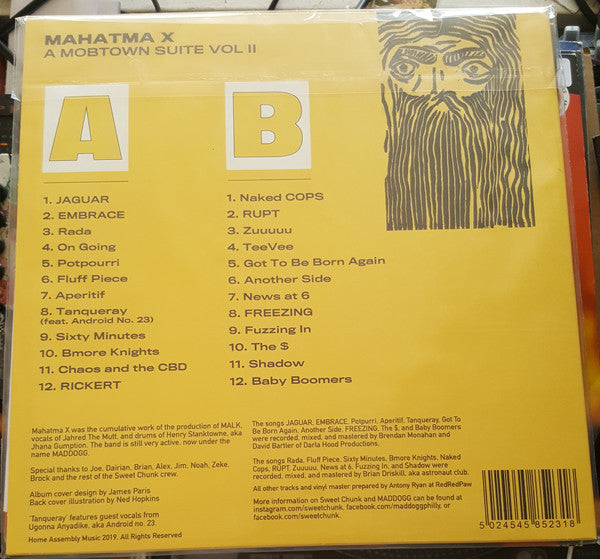 MAHATMA X
A MOBTOWN SUITE VOL II
A
1. JAGUAR
2. EMBRACE
3. Rada
4. On Going
5. Potpourri
6. Fluff Piece
7. Aperitif
8. Tanqueray
(feat. Android No. 23)
9. Sixty Minutes
10. Bmore Knights
11. Chaos and the CBD
12. RICKERT
B
1. Naked COPS
2. RUPT
3. Zuuuuu
4. TeeVee
5. Got To Be Born Again
6. Another Side
7. News at 6
8. FREEZING
9. Fuzzing In
10. The $
11. Shadow
12. Baby Boomers
Mahatma X was the cumulative work of the production of MALK,
vocals of Jahred The Mutt, and drums of Henry Stanktowne, aka
Jhana Gumption. The band is still very active, now under the
name MADDOGG.
Special thanks to Joe, Dairian, Brian, Alex, Jim, Noah, Zeke,
Brock and the rest of the Sweet Chunk crew.
Album cover design by James Paris
Back cover illustration by Ned Hopkins
'Tanqueray' features guest vocals from
Ugonna Anyadike, aka Android no. 23.
Home Assembly Music 2019. All Rights Reserved
The songs JAGUAR, EMBRACE, Potpurri, Aperitif, Tanqueray, Got To
Be Born Again, Another Side, FREEZING, The $, and Baby Boomers
were recorded, mixed, and mastered by Brendan Monahan and
David Bartler of Darla Hood Productions.
The songs Rada, Fluff Piece, Sixty Minutes, Bmore Knights, Naked
Cops, RUPT, Zuuuuu, News at 6, Fuzzing In, and Shadow were
recorded, mixed, and mastered by Brian Driskill, aka astronaut club.
All other tracks and vinyl master prepared by Antony Ryan at RedRedPaw
More information on Sweet Chunk and MADDOGG can be found at
instagram.com/sweetchunk, facebook.com/maddoggphilly, or
facebook.com/sweetchunk.
5 024545 852318